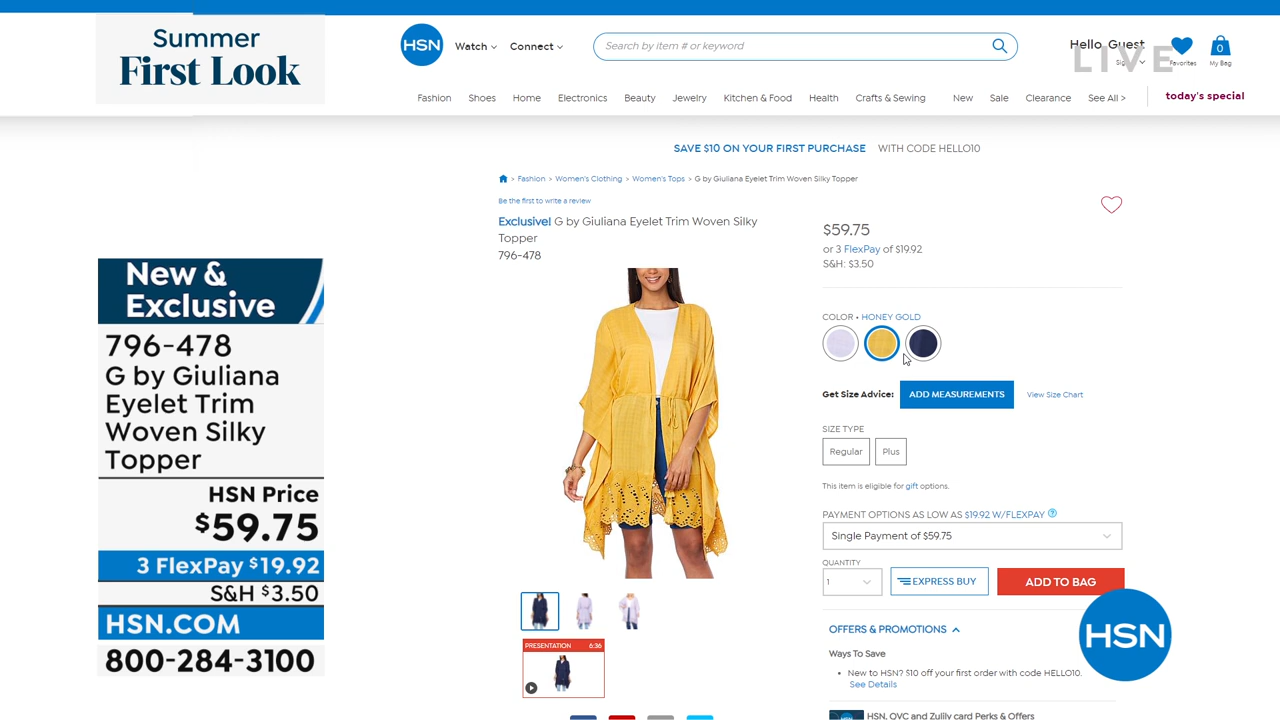 Summer
First Look
HSN
Watch
Connect
Search by item # or keyword
Hello, Guest
LIVE
Favorites
0
My Bag
Fashion Shoes Home Electronics Beauty Jewelry Kitchen & Food Health Crafts & Sewing New Sale Clearance See All > today's special
SAVE $10 ON YOUR FIRST PURCHASE WITH CODE HELLO10
> Fashion > Women's Clothing > Women's Tops > G by Giuliana Eyelet Trim Woven Silky Topper
Be the first to write a review
Exclusive! G by Giuliana Eyelet Trim Woven Silky
Topper
796-478
$59.75
or 3 FlexPay of $19.92
S&H: $3.50
COLOR • HONEY GOLD
Get Size Advice: ADD MEASUREMENTS View Size Chart
SIZE TYPE
Regular Plus
This item is eligible for gift options.
PAYMENT OPTIONS AS LOW AS $19.92 W/FLEXPAY ?
Single Payment of $59.75
QUANTITY
1
EXPRESS BUY
ADD TO BAG
OFFERS & PROMOTIONS
Ways To Save
• New to HSN? $10 off your first order with code HELLO10.
See Details
HSN, QVC and Zulily card Perks & Offers
HSN
PRESENTATION 6:36
New &
Exclusive
796-478
G by Giuliana
Eyelet Trim
Woven Silky
Topper
HSN Price
$59.75
3 FlexPay $19.92
S&H $3.50
HSN.COM
800-284-3100